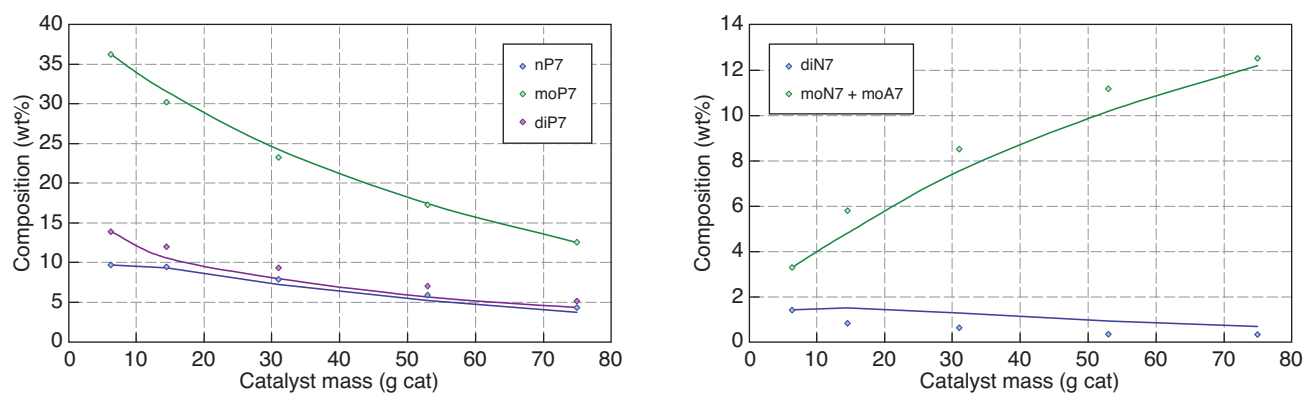 40
35
30
25
20
15
10
5
0
Composition (wt%)
nP7
moP7
diP7
0 10 20 30 40 50 60 70 80
Catalyst mass (g cat)
14
12
10
8
6
4
2
0
Composition (wt%)
diN7
moN7 + moA7
0 10 20 30 40 50 60 70 80
Catalyst mass (g cat)